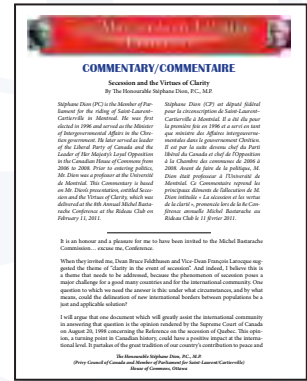 COMMENTARY/COMMENTAIRE
Secession and the Virtues of Clarity
By The Honourable Stéphane Dion, P.C., M.P.
Stéphane Dion (PC) is the Member of Par-
liament for the riding of Saint-Laurent–
Cartierville in Montreal. He was first
elected in 1996 and served as the Minister
of Intergovernmental Affairs in the Chre-
tien government. He later served as leader
of the Liberal Party of Canada and the
Leader of Her Majesty's Loyal Opposition
in the Canadian House of Commons from
2006 to 2008. Prior to entering politics,
Mr. Dion was a professor at the Université
de Montréal. This Commentary is based
on Mr. Dion's presentation, entitled Seces-
sion and the Virtues of Clarity, which was
delivered at the 8th Annual Michel Basta-
rache Conference at the Rideau Club on
February 11, 2011.
Stéphane Dion (CP) est député fédéral
pour la circonscription de Saint-Laurent–
Cartierville à Montréal. Il a été élu pour
la première fois en 1996 et a servi en tant
que ministre des Affaires intergouverne-
mentales dans le gouvernement Chrétien.
Il est par la suite devenu chef du Parti
libéral du Canada et chef de l'Opposition
à la Chambre des communes de 2006 à
2008. Avant de faire de la politique, M.
Dion était professeur à l'Université de
Montréal. Ce Commentaire reprend les
principaux éléments de l'allocution de M.
Dion intitulée « La sécession et les vertus
de la clarté », prononcée lors de la 8e Con-
férence annuelle Michel Bastarache au
Rideau Club le 11 février 2011.
It is an honour and a pleasure for me to have been invited to the Michel Bastarache
Commission… excuse me, Conference.
When they invited me, Dean Bruce Feldthusen and Vice-Dean François Larocque sug-
gested the theme of "clarity in the event of secession". And indeed, I believe this is
a theme that needs to be addressed, because the phenomenon of secession poses a
major challenge for a good many countries and for the international community. One
question to which we need the answer is this: under what circumstances, and by what
means, could the delineation of new international borders between populations be a
just and applicable solution?
I will argue that one document which will greatly assist the international community
in answering that question is the opinion rendered by the Supreme Court of Canada
on August 20, 1998 concerning the Reference on the secession of Québec. This opin-
ion, a turning point in Canadian history, could have a positive impact at the interna-
tional level. It partakes of the great tradition of our country's contribution to peace and
The Honourable Stéphane Dion, P.C., M.P.
(Privy Council of Canada and Member of Parliament for Saint-Laurent/Cartierville)
House of Commons, Ottawa